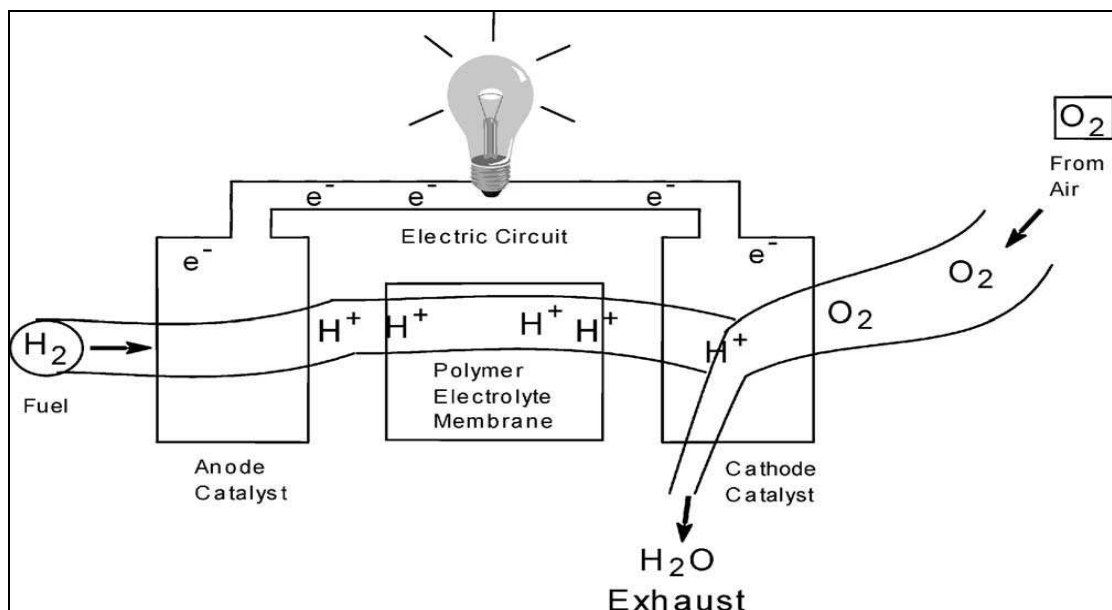 O2
From
Air
e- e- e-
Electric Circuit
e- e-
O2
O2
H2
H+ H+ H+ H+ H+
Fuel
Polymer
Electrolyte
Membrane
Anode
Catalyst
Cathode
Catalyst
H2O
Exhaust